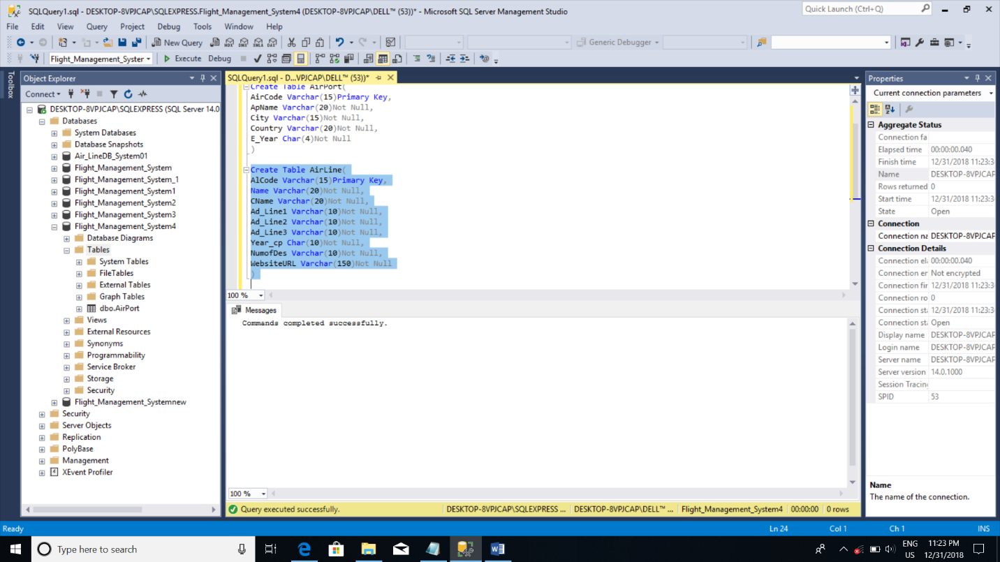 SQLQuery1.sql - DESKTOP-8VPJCAP\SQLEXPRESS.Flight_Management_System4 (DESKTOP-8VPJCAP\DELL™ (53))* - Microsoft SQL Server Management Studio
Quick Launch (Ctrl+Q)
File Edit View Query Project Debug Tools Window Help
New Query
Generic Debugger
Flight_Management_Syster
Execute Debug
Toolbox
Object Explorer
Connect
DESKTOP-8VPJCAP\SQLEXPRESS (SQL Server 14.0
Databases
System Databases
Database Snapshots
Air_LineDB_System01
Flight_Management_System
Flight_Management_System_1
Flight_Management_System1
Flight_Management_System2
Flight_Management_System3
Flight_Management_System4
Database Diagrams
Tables
System Tables
FileTables
External Tables
Graph Tables
dbo.AirPort
Views
External Resources
Synonyms
Programmability
Service Broker
Storage
Security
Flight_Management_Systemnew
Security
Server Objects
Replication
PolyBase
Management
XEvent Profiler
SQLQuery1.sql - D...VPJCAP\DELL™ (53))*
Create Table AirPort(
AirCode Varchar(15)Primary Key,
ApName Varchar(20)Not Null,
City Varchar(15)Not Null,
Country Varchar(20)Not Null,
E_Year Char(4)Not Null
)
Create Table AirLine(
AlCode Varchar(15)Primary Key,
Name Varchar(20)Not Null,
CName Varchar(20)Not Null,
Ad_Line1 Varchar(10)Not Null,
Ad_Line2 Varchar(10)Not Null,
Ad_Line3 Varchar(10)Not Null,
Year_cp Char(10)Not Null,
NumofDes Varchar(10)Not Null,
WebsiteURL Varchar(150)Not Null
)
100 %
Messages
Commands completed successfully.
100 %
Query executed successfully.
DESKTOP-8VPJCAP\SQLEXPRESS ...
DESKTOP-8VPJCAP\DELL™ ...
Flight_Management_System4
00:00:00
0 rows
Properties
Current connection parameters
Aggregate Status
Connection fa
Elapsed time 00:00:00.040
Finish time 12/31/2018 11:23:3
Name DESKTOP-8VPJCAP
Rows returned 0
Start time 12/31/2018 11:23:3
State Open
Connection
Connection na DESKTOP-8VPJCAP
Connection Details
Connection ela 00:00:00.040
Connection en Not encrypted
Connection fir 12/31/2018 11:23:3
Connection ro 0
Connection sta 12/31/2018 11:23:3
Connection sta Open
Display name DESKTOP-8VPJCAP
Login name DESKTOP-8VPJCAP
Server name DESKTOP-8VPJCAP
Server version 14.0.1000
Session Tracin
SPID 53
Name
The name of the connection.
Ready
Ln 24
Col 1
Ch 1
INS
Type here to search
ENG
US
11:23 PM
12/31/2018